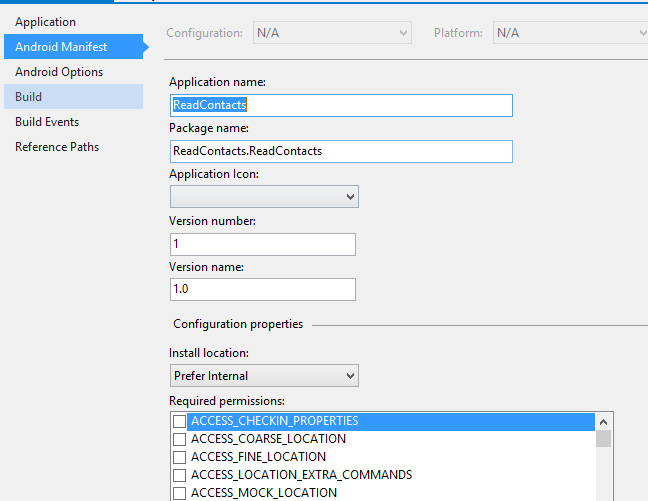 Application
Android Manifest
Android Options
Build
Build Events
Reference Paths
Configuration: N/A Platform: N/A
Application name:
ReadContacts
Package name:
ReadContacts.ReadContacts
Application Icon:
Version number:
1
Version name:
1.0
Configuration properties
Install location:
Prefer Internal
Required permissions:
ACCESS_CHECKIN_PROPERTIES
ACCESS_COARSE_LOCATION
ACCESS_FINE_LOCATION
ACCESS_LOCATION_EXTRA_COMMANDS
ACCESS_MOCK_LOCATION